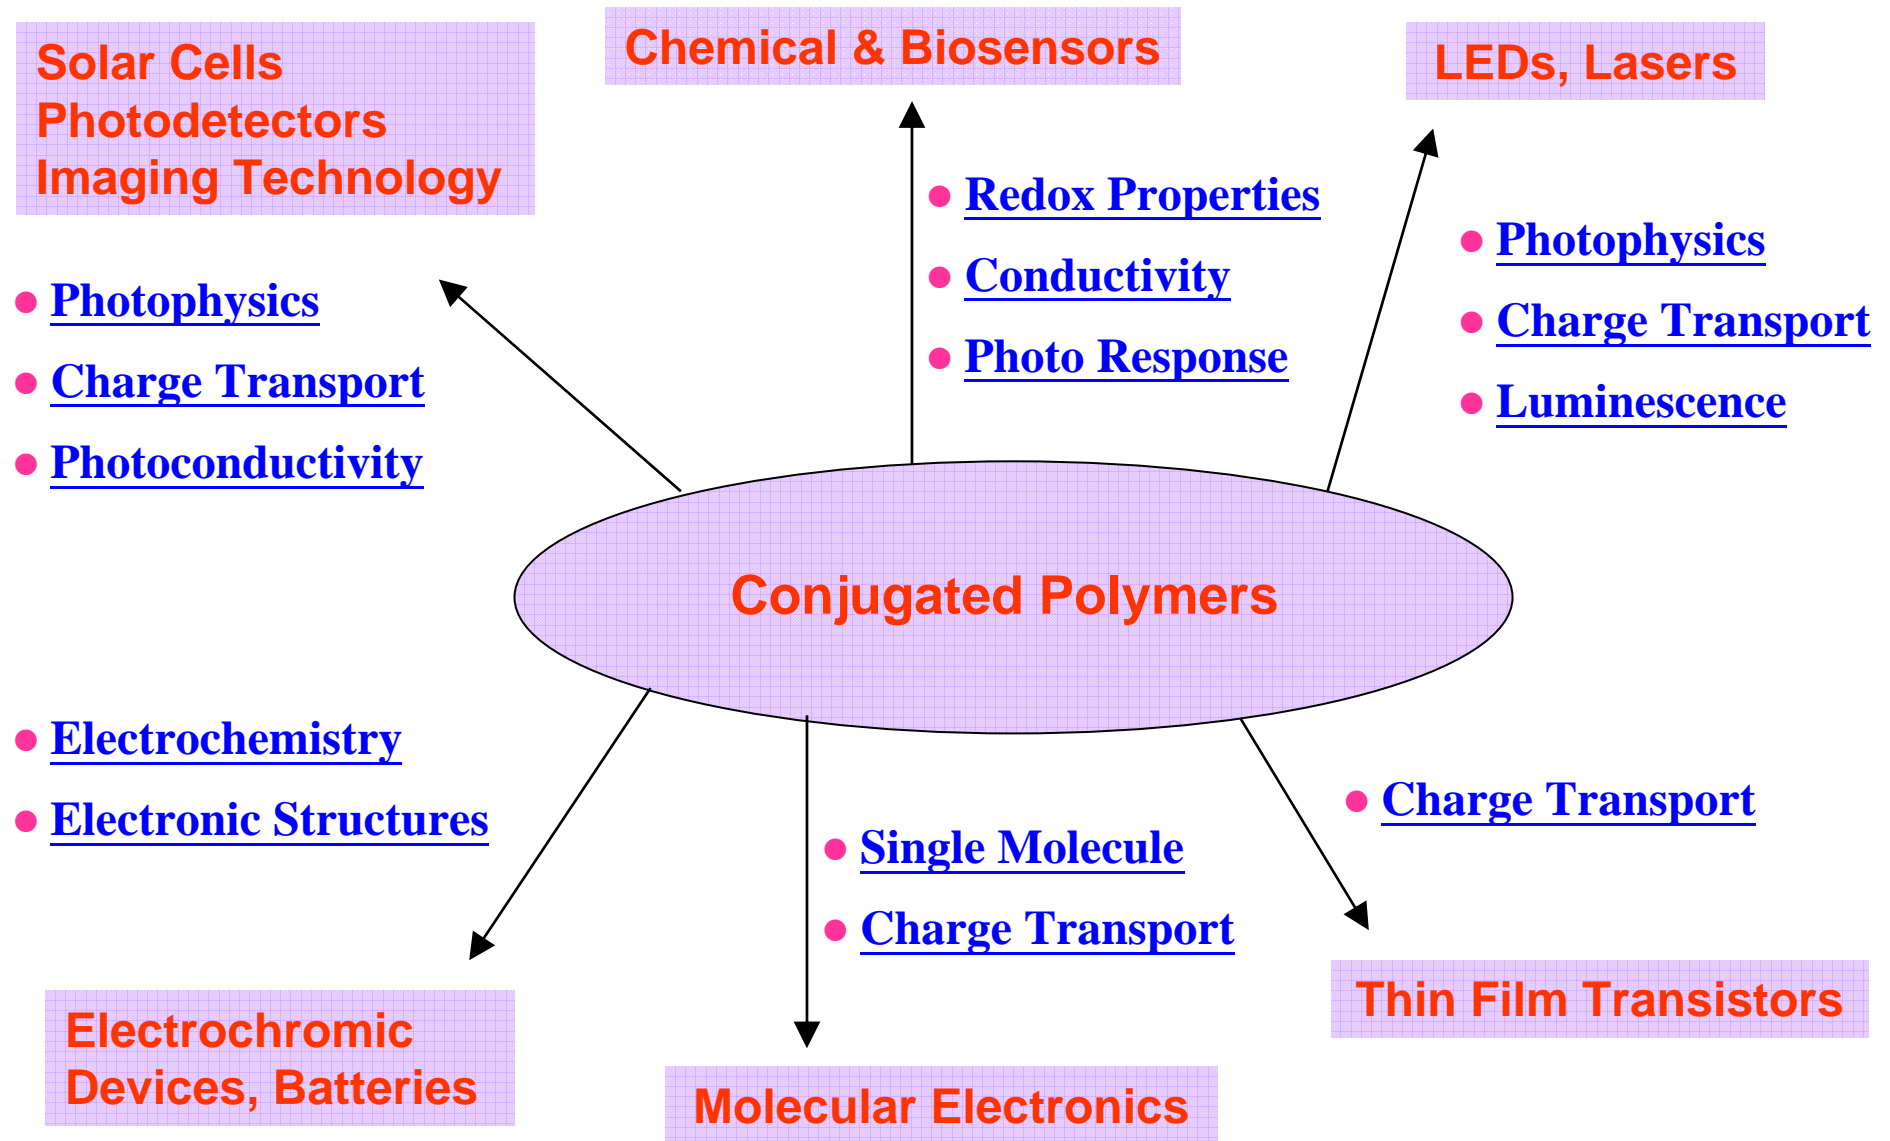 Solar Cells
Photodetectors
Imaging Technology
Chemical & Biosensors
LEDs, Lasers
Photophysics
Charge Transport
Photoconductivity
Redox Properties
Conductivity
Photo Response
Photophysics
Charge Transport
Luminescence
Conjugated Polymers
Electrochemistry
Electronic Structures
Single Molecule
Charge Transport
Charge Transport
Electrochromic
Devices, Batteries
Molecular Electronics
Thin Film Transistors